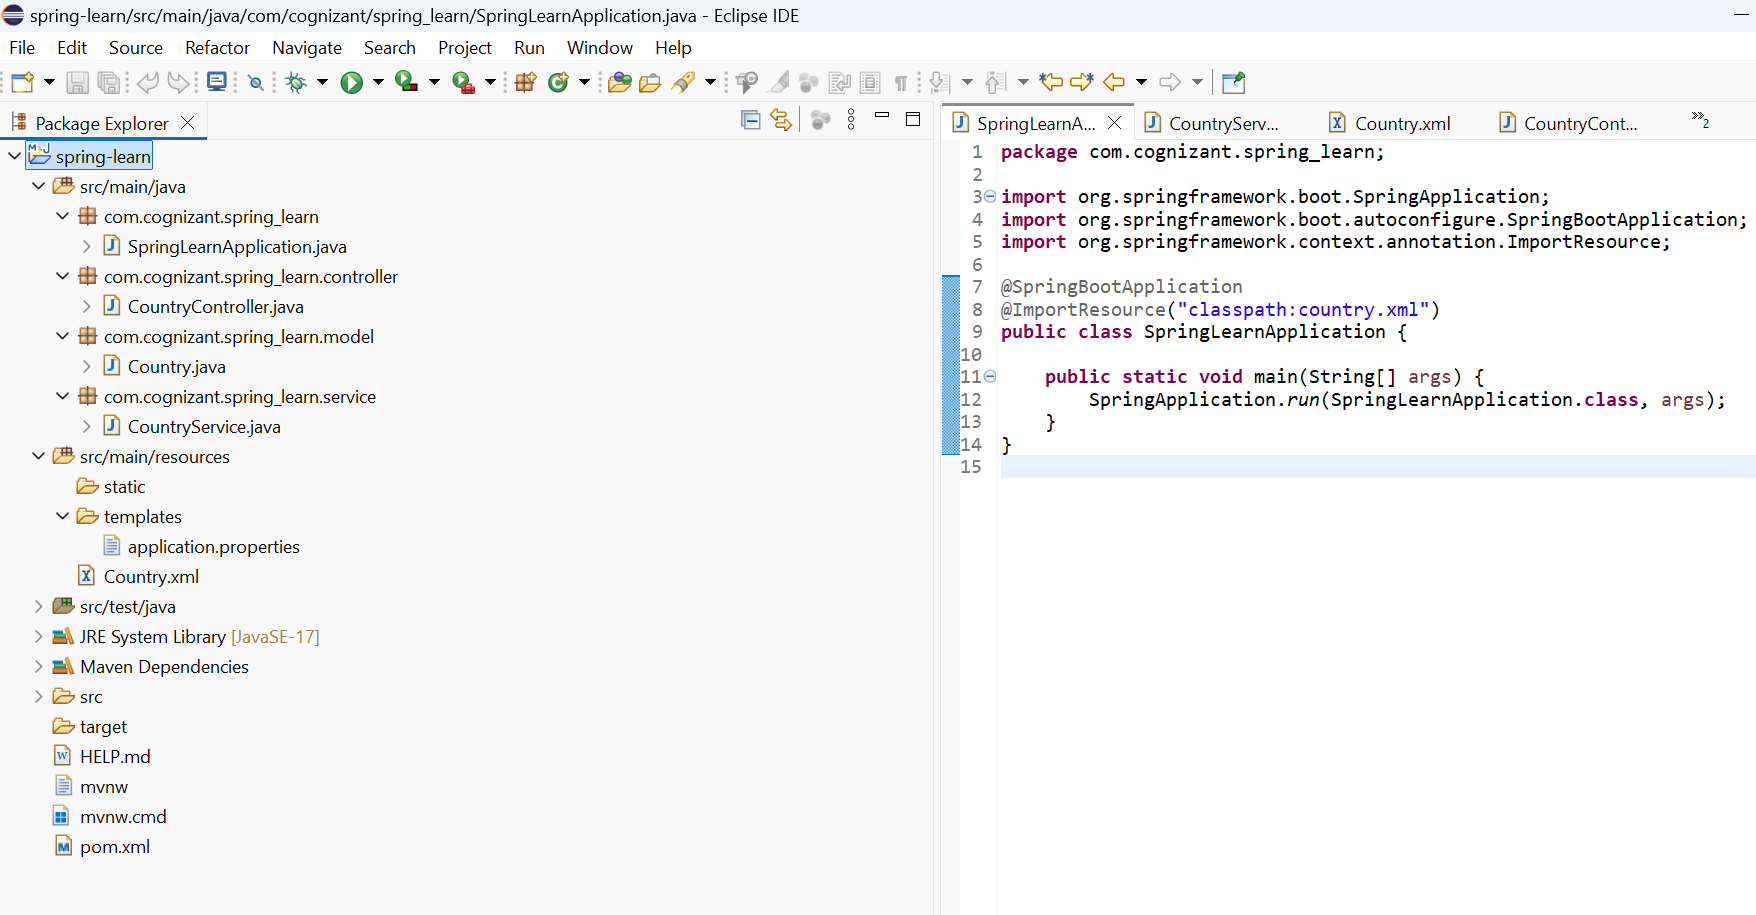 spring-learn/src/main/java/com/cognizant/spring_learn/SpringLearnApplication.java - Eclipse IDE
File Edit Source Refactor Navigate Search Project Run Window Help
Package Explorer
spring-learn
src/main/java
com.cognizant.spring_learn
SpringLearnApplication.java
com.cognizant.spring_learn.controller
CountryController.java
com.cognizant.spring_learn.model
Country.java
com.cognizant.spring_learn.service
CountryService.java
src/main/resources
static
templates
application.properties
Country.xml
src/test/java
JRE System Library [JavaSE-17]
Maven Dependencies
src
target
HELP.md
mvnw
mvnw.cmd
pom.xml
SpringLearnA... CountryServ... Country.xml CountryCont... »2
1 package com.cognizant.spring_learn;
2
3 import org.springframework.boot.SpringApplication;
4 import org.springframework.boot.autoconfigure.SpringBootApplication;
5 import org.springframework.context.annotation.ImportResource;
6
7 @SpringBootApplication
8 @ImportResource("classpath:country.xml")
9 public class SpringLearnApplication {
10
11     public static void main(String[] args) {
12         SpringApplication.run(SpringLearnApplication.class, args);
13     }
14 }
15